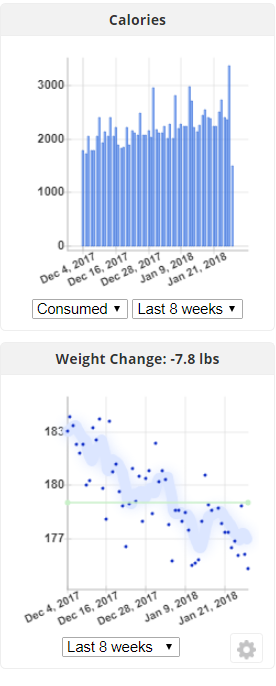 Calories
3000
2000
1000
0
Dec 4, 2017
Dec 16, 2017
Dec 28, 2017
Jan 9, 2018
Jan 21, 2018
Consumed ▼ Last 8 weeks ▼
Weight Change: -7.8 lbs
183
180
177
Dec 4, 2017
Dec 16, 2017
Dec 28, 2017
Jan 9, 2018
Jan 21, 2018
Last 8 weeks ▼